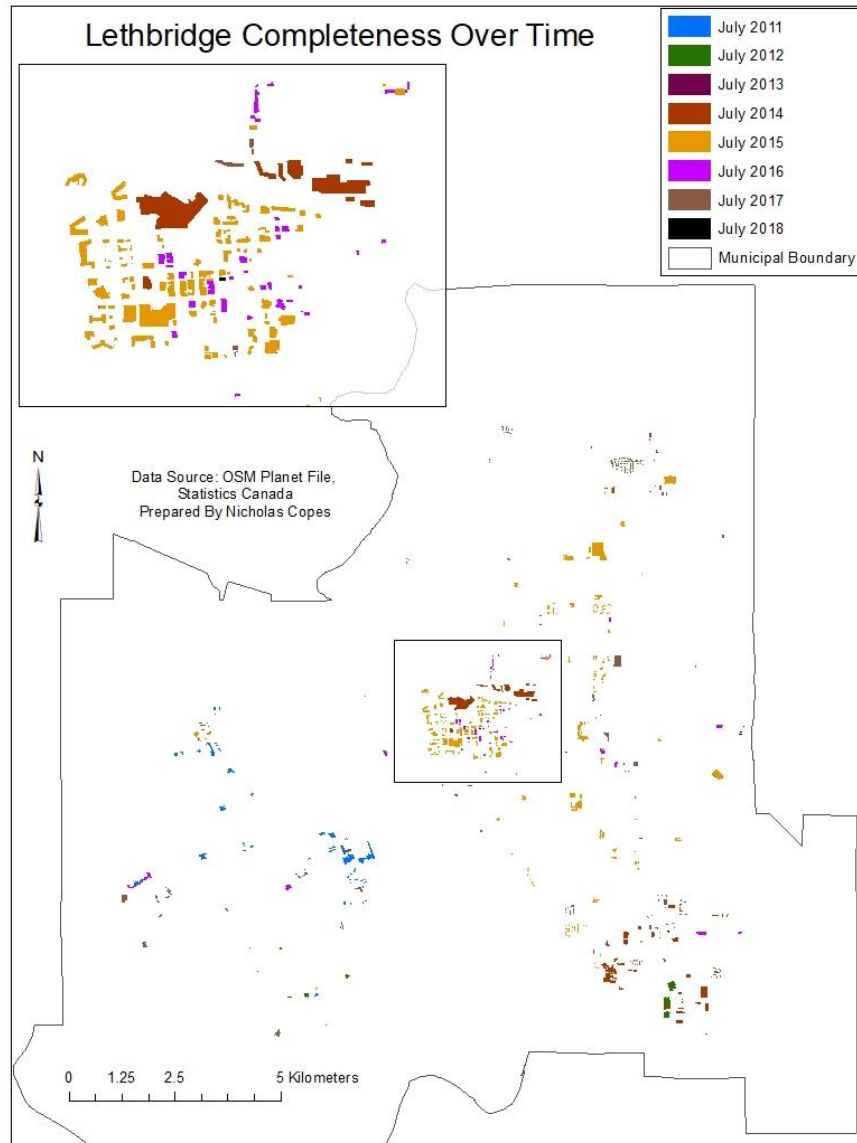 Lethbridge Completeness Over Time
July 2011
July 2012
July 2013
July 2014
July 2015
July 2016
July 2017
July 2018
Municipal Boundary
N
Data Source: OSM Planet File,
Statistics Canada
Prepared By Nicholas Copes
0 1.25 2.5 5 Kilometers